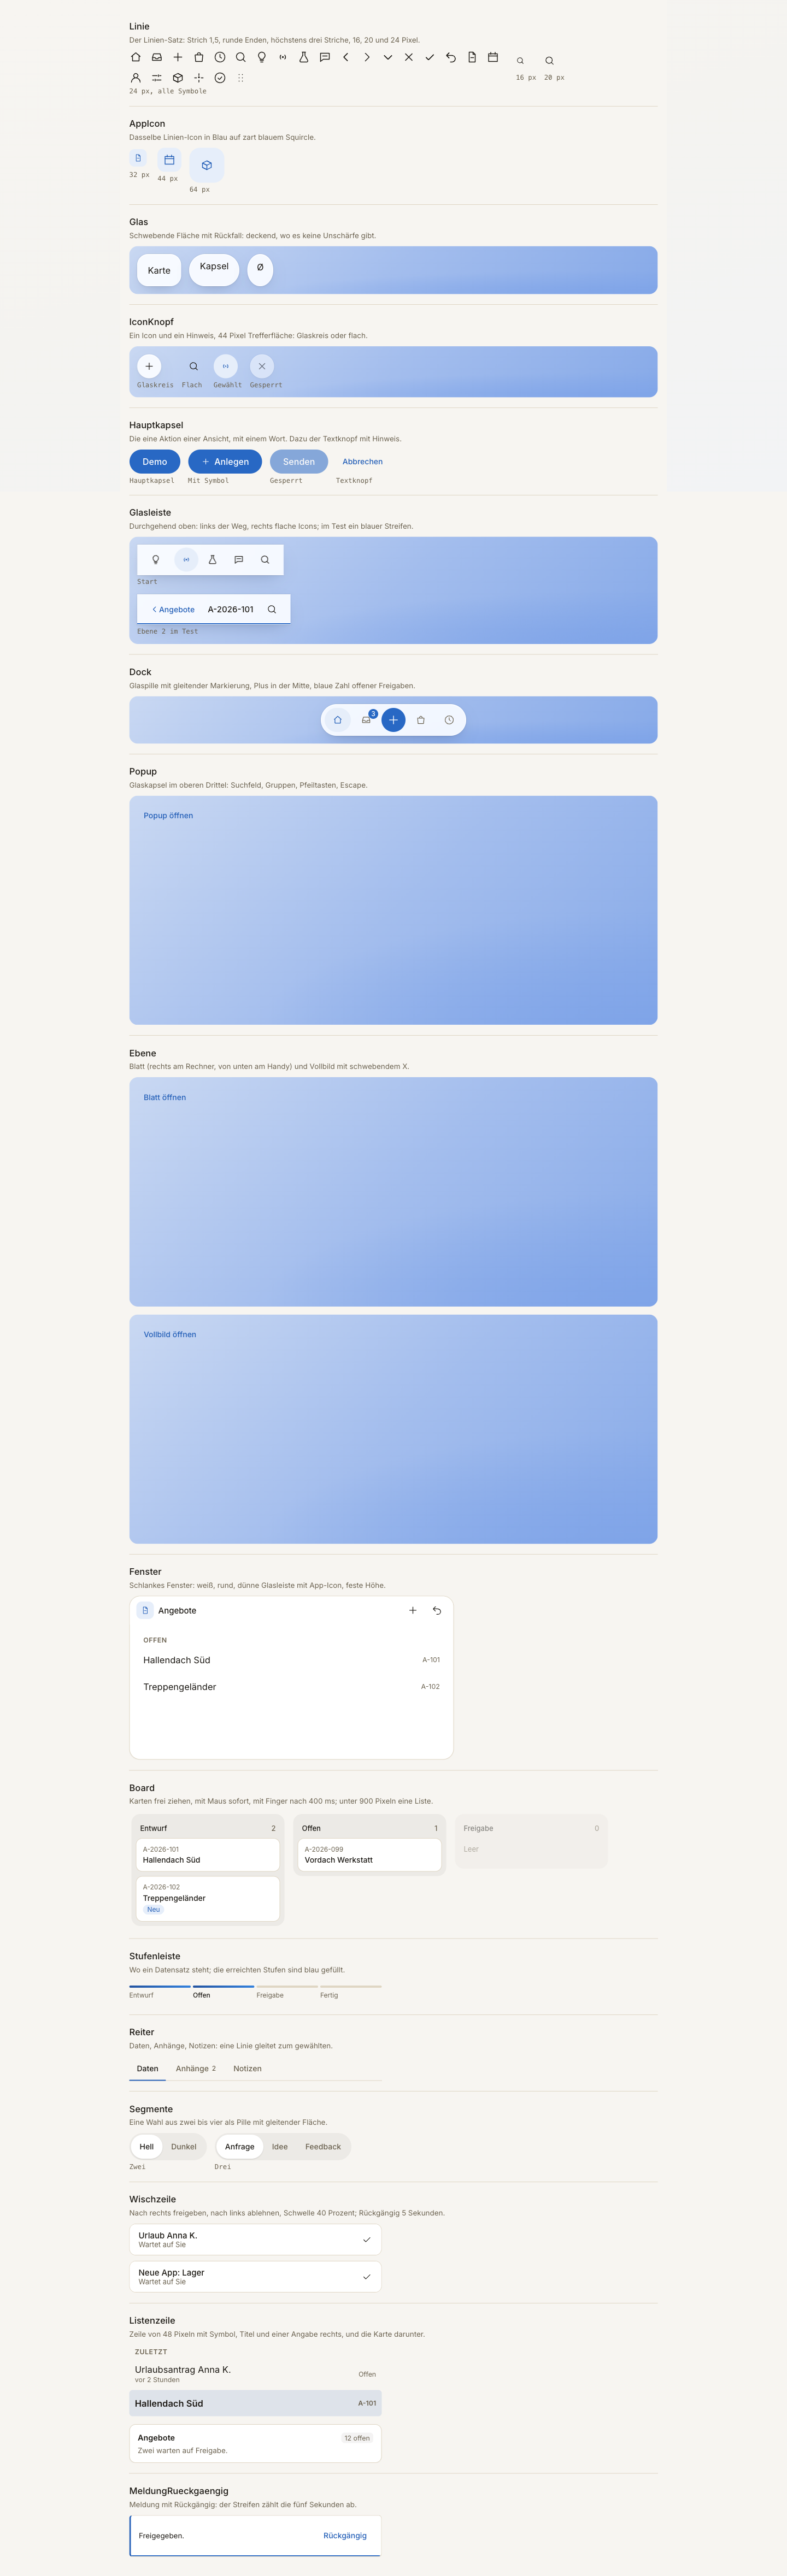 Linie
Der Linien-Satz: Strich 1,5, runde Enden, höchstens drei Striche, 16, 20 und 24 Pixel.
16 px 20 px
24 px, alle Symbole
AppIcon
Dasselbe Linien-Icon in Blau auf zart blauem Squircle.
32 px
44 px
64 px
Glas
Schwebende Fläche mit Rückfall: deckend, wo es keine Unschärfe gibt.
Karte Kapsel Ø
IconKnopf
Ein Icon und ein Hinweis, 44 Pixel Trefferfläche: Glaskreis oder flach.
Glaskreis Flach Gewählt Gesperrt
Hauptkapsel
Die eine Aktion einer Ansicht, mit einem Wort. Dazu der Textknopf mit Hinweis.
Demo Anlegen Senden Abbrechen
Hauptkapsel Mit Symbol Gesperrt Textknopf
Glasleiste
Durchgehend oben: links der Weg, rechts flache Icons; im Test ein blauer Streifen.
Start
Angebote A-2026-101
Ebene 2 im Test
Dock
Glaspille mit gleitender Markierung, Plus in der Mitte, blaue Zahl offener Freigaben.
3
Popup
Glaskapsel im oberen Drittel: Suchfeld, Gruppen, Pfeiltasten, Escape.
Popup öffnen
Ebene
Blatt (rechts am Rechner, von unten am Handy) und Vollbild mit schwebendem X.
Blatt öffnen
Vollbild öffnen
Fenster
Schlankes Fenster: weiß, rund, dünne Glasleiste mit App-Icon, feste Höhe.
Angebote
OFFEN
Hallendach Süd A-101
Treppengeländer A-102
Board
Karten frei ziehen, mit Maus sofort, mit Finger nach 400 ms; unter 900 Pixeln eine Liste.
Entwurf 2 Offen 1 Freigabe 0
A-2026-101 A-2026-099 Leer
Hallendach Süd Vordach Werkstatt
A-2026-102
Treppengeländer
Neu
Stufenleiste
Wo ein Datensatz steht; die erreichten Stufen sind blau gefüllt.
Entwurf Offen Freigabe Fertig
Reiter
Daten, Anhänge, Notizen: eine Linie gleitet zum gewählten.
Daten Anhänge 2 Notizen
Segmente
Eine Wahl aus zwei bis vier als Pille mit gleitender Fläche.
Hell Dunkel Anfrage Idee Feedback
Zwei Drei
Wischzeile
Nach rechts freigeben, nach links ablehnen, Schwelle 40 Prozent; Rückgängig 5 Sekunden.
Urlaub Anna K.
Wartet auf Sie
Neue App: Lager
Wartet auf Sie
Listenzeile
Zeile von 48 Pixeln mit Symbol, Titel und einer Angabe rechts, und die Karte darunter.
ZULETZT
Urlaubsantrag Anna K. Offen
vor 2 Stunden
Hallendach Süd A-101
Angebote 12 offen
Zwei warten auf Freigabe.
MeldungRueckgaengig
Meldung mit Rückgängig: der Streifen zählt die fünf Sekunden ab.
Freigegeben. Rückgängig